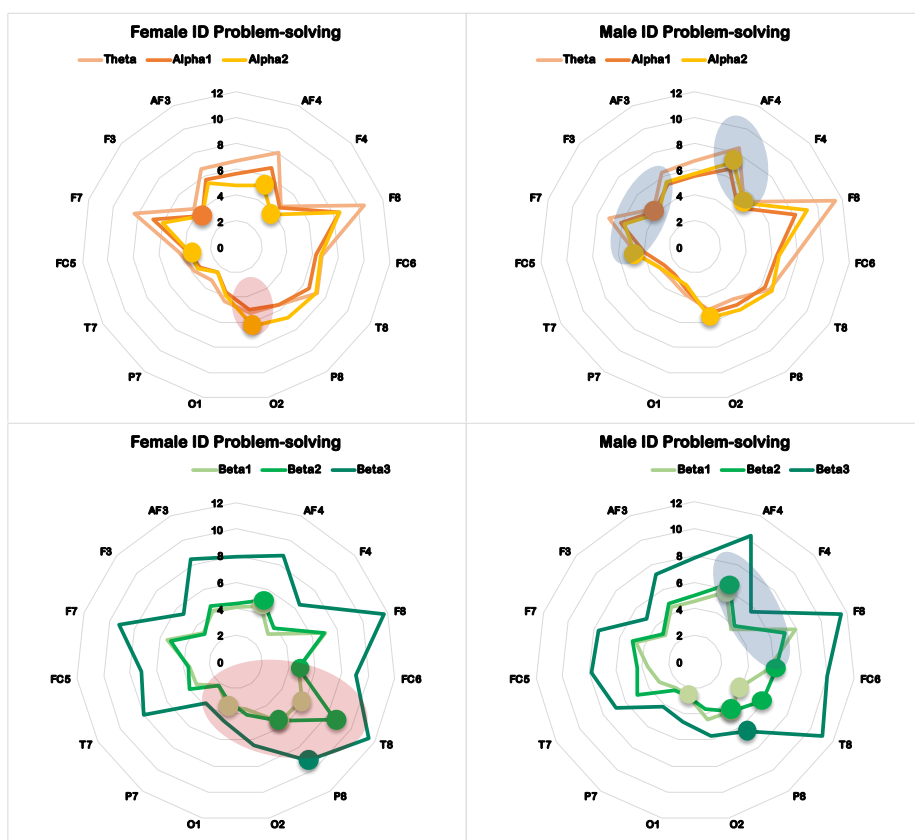 Female ID Problem-solving
Theta Alpha1 Alpha2
12
10
8
6
4
2
0
AF4
F4
F8
FC6
T8
P8
O2
O1
P7
T7
FC5
F7
F3
AF3
Male ID Problem-solving
Theta Alpha1 Alpha2
12
10
8
6
4
2
0
AF4
F4
F8
FC6
T8
P8
O2
O1
P7
T7
FC5
F7
F3
AF3
Female ID Problem-solving
Beta1 Beta2 Beta3
12
10
8
6
4
2
0
AF4
F4
F8
FC6
T8
P8
O2
O1
P7
T7
FC5
F7
F3
AF3
Male ID Problem-solving
Beta1 Beta2 Beta3
12
10
8
6
4
2
0
AF4
F4
F8
FC6
T8
P8
O2
O1
P7
T7
FC5
F7
F3
AF3